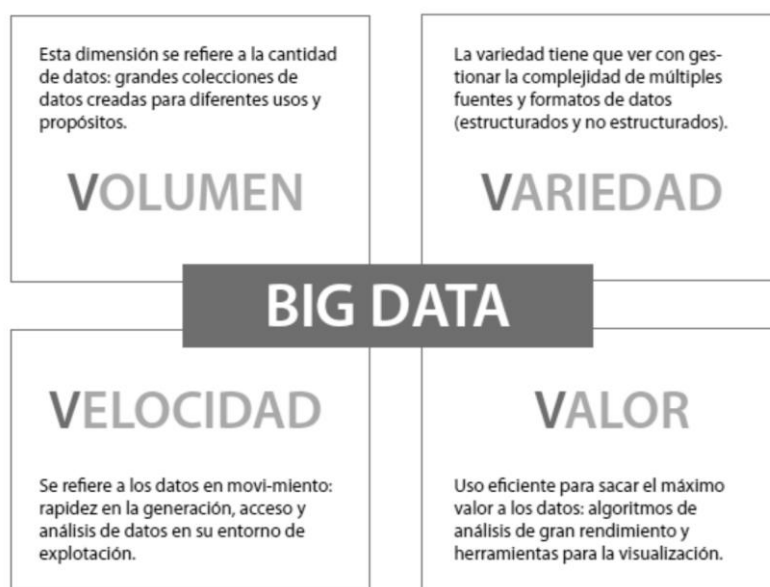 Esta dimensión se refiere a la cantidad
de datos: grandes colecciones de
datos creadas para diferentes usos y
propósitos.
VOLUMEN
La variedad tiene que ver con ges-
tionar la complejidad de múltiples
fuentes y formatos de datos
(estructurados y no estructurados).
VARIEDAD
BIG DATA
VELOCIDAD
Se refiere a los datos en movi-miento:
rapidez en la generación, acceso y
análisis de datos en su entorno de
explotación.
VALOR
Uso eficiente para sacar el máximo
valor a los datos: algoritmos de
análisis de gran rendimiento y
herramientas para la visualización.